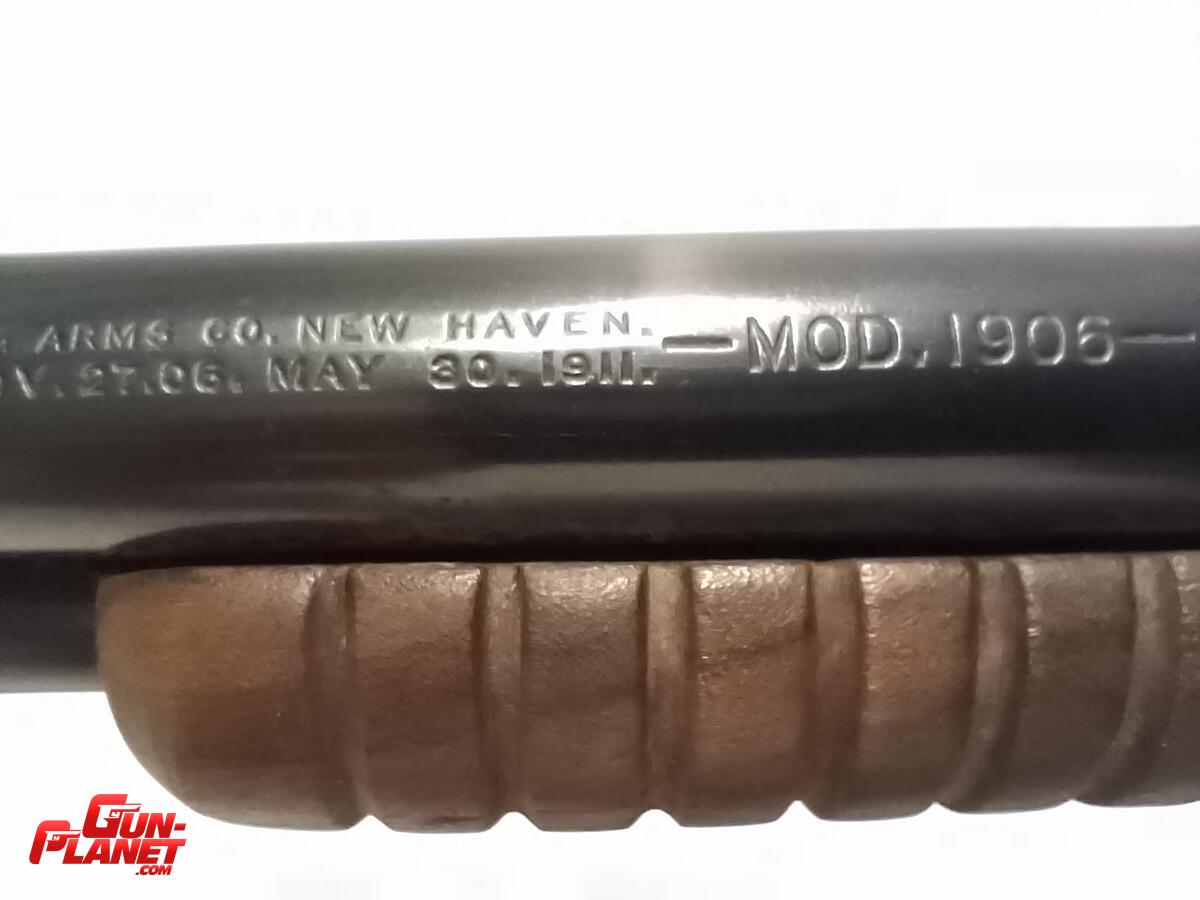 ARMS CO. NEW HAVEN.
V. 27.06. MAY 30. 1911.
—MOD. 1906—
GUN-
PLANET
.COM